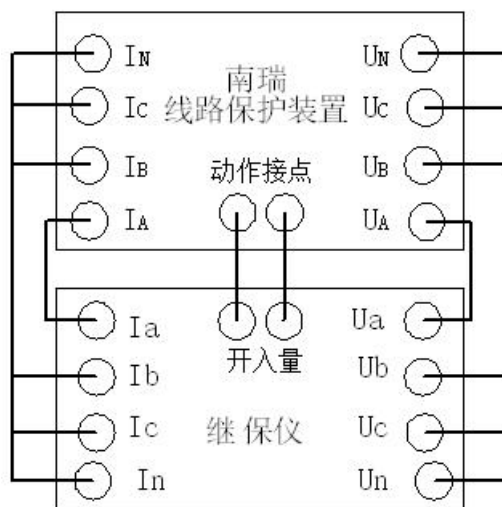 IN UN
南瑞
IC 线路保护装置 UC
IB 动作接点 UB
IA UA
Ia Ua
开入量
Ib Ub
Ic 继保仪 Uc
In Un